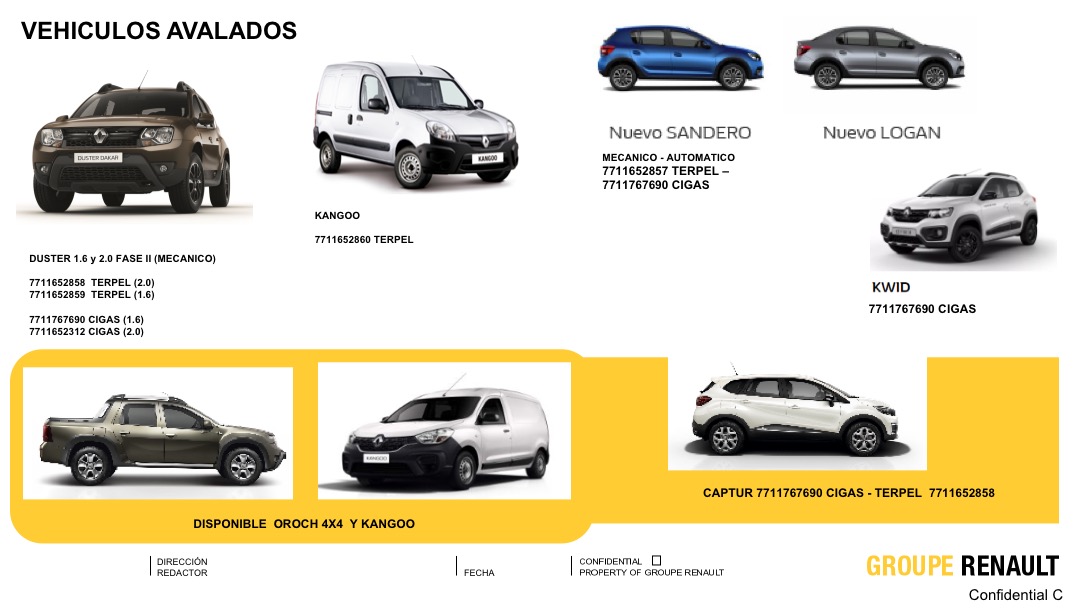 VEHICULOS AVALADOS
DUSTER DAKAR
KANGOO
Nuevo SANDERO
Nuevo LOGAN
MECANICO - AUTOMATICO
7711652857 TERPEL –
7711767690 CIGAS
KANGOO
7711652860 TERPEL
DUSTER 1.6 y 2.0 FASE II (MECANICO)
7711652858 TERPEL (2.0)
7711652859 TERPEL (1.6)
7711767690 CIGAS (1.6)
7711652312 CIGAS (2.0)
KWID
7711767690 CIGAS
KANGOO
CAPTUR 7711767690 CIGAS - TERPEL 7711652858
DISPONIBLE OROCH 4X4 Y KANGOO
DIRECCIÓN
REDACTOR
FECHA
CONFIDENTIAL ☐
PROPERTY OF GROUPE RENAULT
GROUPE RENAULT
Confidential C